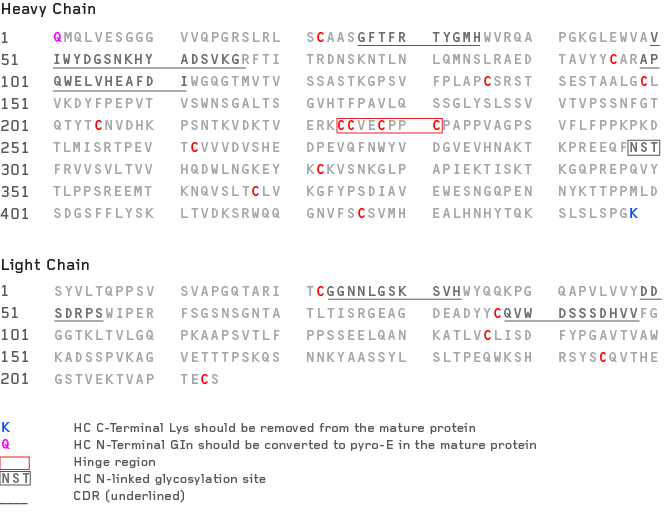 Heavy Chain
1 QMQLVESGGG VVQPGRSLRL SCAASGFTFR TYGMHWVRQA PGKGLEWVAV
51 IWYDGSNKHY ADSVKGRFTI TRDNSKNTLN LQMNSLRAED TAVYYCARAP
101 QWELVHEAFD IWGQGTMVTV SSASTKGPSV FPLAPCSRST SESTAALGCL
151 VKDYFPEPVT VSWNSGALTS GVHTFPAVLQ SSGLYSLSSV VTVPSSNFGT
201 QTYTCNVDHK PSNTKVDKTV ERKCCVECPP CPAPPVAGPS VFLFPPKPKD
251 TLMISRTPEV TCVVVDVSHE DPEVQFNWYV DGVEVHNAKT KPREEQFNST
301 FRVVSVLTVV HQDWLNGKEY KCKVSNKGLP APIEKTISKT KGQPREPQVY
351 TLPPSREEMT KNQVSLTCLV KGFYPSDIAV EWESNGQPEN NYKTTPPMLD
401 SDGSFFLYSK LTVDKSRWQQ GNVFSCSVMH EALHNHYTQK SLSLSPGK
Light Chain
1 SYVLTQPPSV SVAPGQTARI TCGGNNLGSK SVHWYQQKPG QAPVLVVYDD
51 SDRPSWIPER FSGSNSGNTA TLTISRGEAG DEADYYCQVW DSSSDHVVFG
101 GGTKLTVLGQ PKAAPSVTLF PPSSEELQAN KATLVCLISD FYPGAVTVAW
151 KADSSPVKAG VETTTPSKQS NNKYAASSYL SLTPEQWKSH RSYSCQVTHE
201 GSTVEKTVAP TECS
K HC C-Terminal Lys should be removed from the mature protein
Q HC N-Terminal GIn should be converted to pyro-E in the mature protein
Hinge region
NST HC N-linked glycosylation site
CDR (underlined)